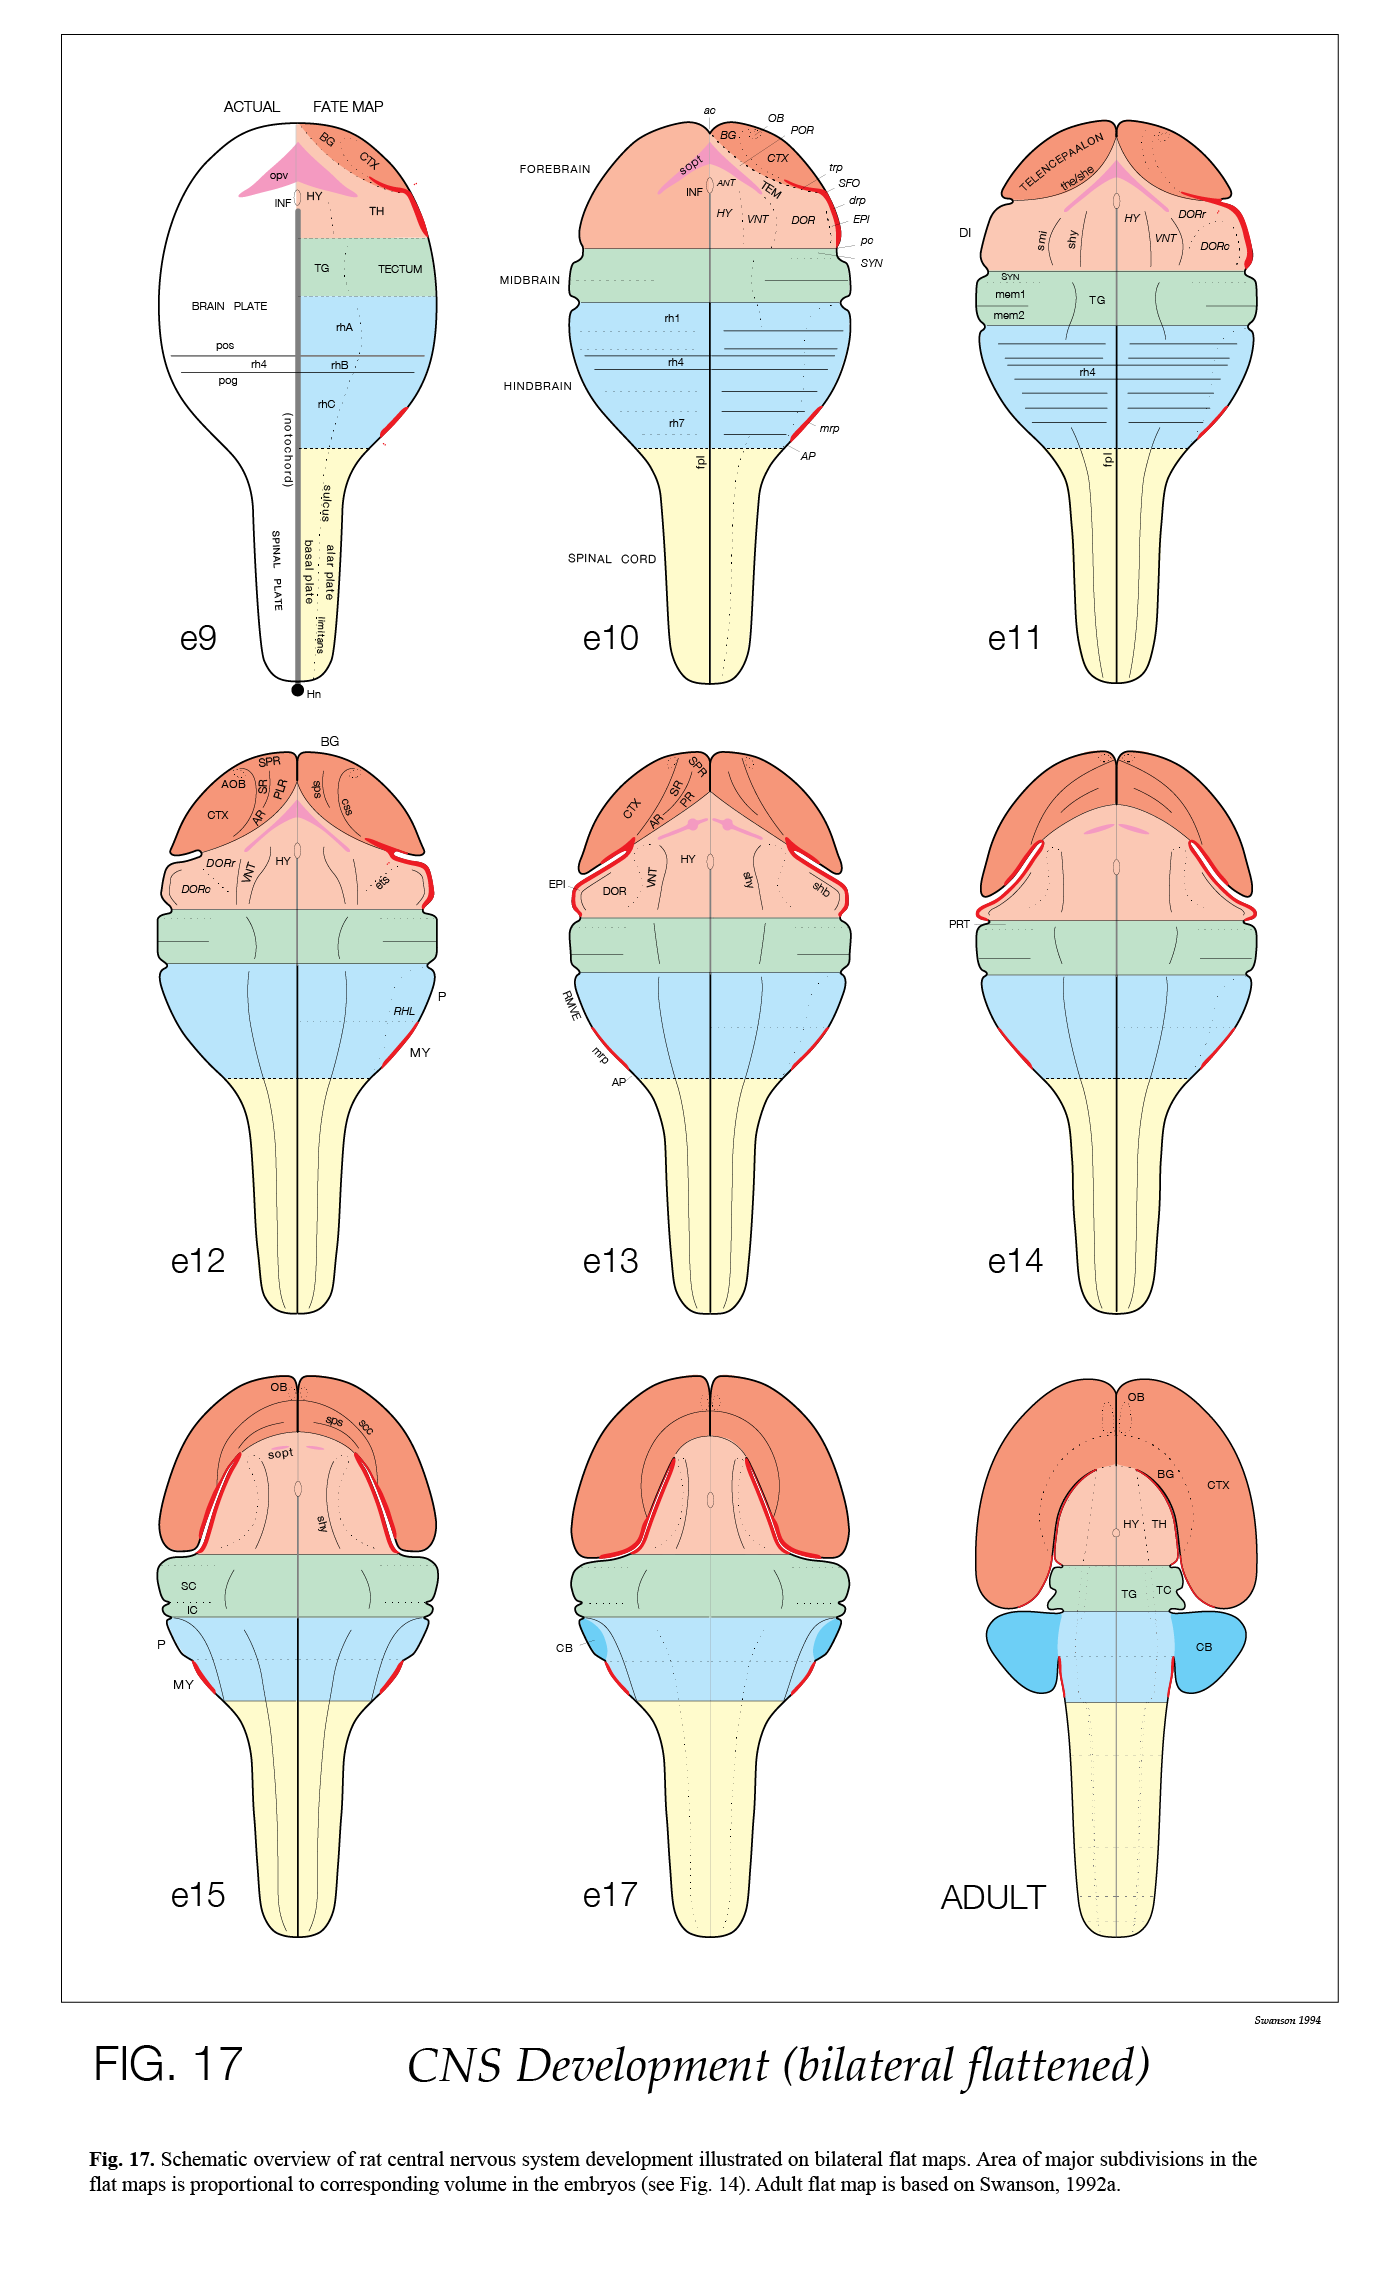 ACTUAL FATE MAP
BG
CTX
opv
INF
HY
TH
TG
TECTUM
BRAIN PLATE
rhA
pos
rh4
rhB
pog
rhC
(notochord)
sulcus
SPINAL PLATE
basal plate
alar plate
limitans
e9
Hn
ac
OB
POR
BG
CTX
FOREBRAIN
sopt
trp
SFO
INF
ANT
TEM
drp
HY
VNT
DOR
EPI
pc
SYN
MIDBRAIN
rh1
rh4
HINDBRAIN
rh7
mrp
AP
fpl
SPINAL CORD
e10
TELENCEPAALON
the/she
DI
smi
shy
HY
VNT
DORr
DORc
SYN
mem1
TG
mem2
rh4
fpl
e11
BG
SPR
AOB
SR
PLR
sps
css
CTX
AR
DORr
HY
VNT
DORc
ets
P
RHL
MY
e12
SPR
CTX
SR
PR
AR
HY
EPI
DOR
VNT
shy
shb
RMVE
mrp
AP
e13
PRT
e14
OB
sps
scc
sopt
shy
SC
IC
P
MY
e15
CB
e17
OB
BG
CTX
HY
TH
TG
TC
CB
ADULT
Swanson 1994
FIG. 17 CNS Development (bilateral flattened)
Fig. 17. Schematic overview of rat central nervous system development illustrated on bilateral flat maps. Area of major subdivisions in the
flat maps is proportional to corresponding volume in the embryos (see Fig. 14). Adult flat map is based on Swanson, 1992a.